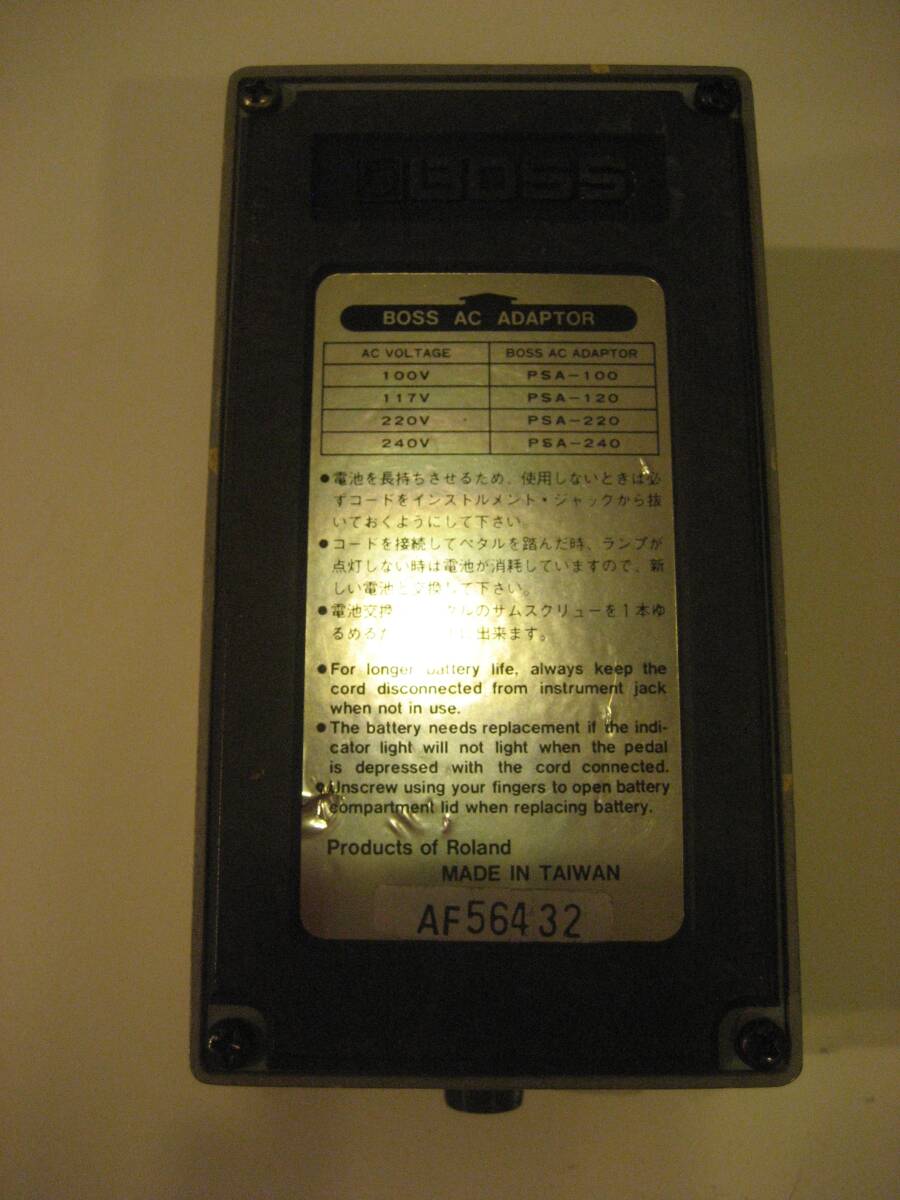 BOSS
BOSS AC ADAPTOR
AC VOLTAGE BOSS AC ADAPTOR
100V PSA-100
117V PSA-120
220V PSA-220
240V PSA-240
●電池を長持ちさせるため、使用しないときは必
ずコードをインストルメント・ジャックから抜
いておくようにして下さい。
●コードを接続してペタルを踏んだ時、ランプが
点灯しない時は電池が消耗していますので、新
しい電池と交換して下さい。
●電池交換 タルのサムスクリューを1本ゆ
るめるだ 出来ます。
●For longer battery life, always keep the
cord disconnected from instrument jack
when not in use.
●The battery needs replacement if the indi-
cator light will not light when the pedal
is depressed with the cord connected.
●Unscrew using your fingers to open battery
compartment lid when replacing battery.
Products of Roland
MADE IN TAIWAN
AF56432